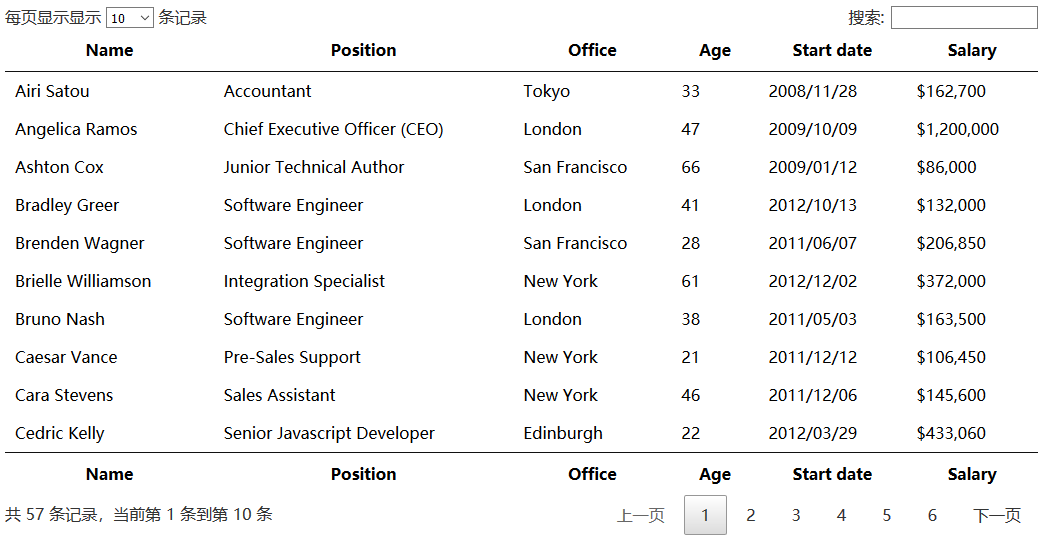 每页显示显示 10 条记录 搜索:
Name Position Office Age Start date Salary
Airi Satou Accountant Tokyo 33 2008/11/28 $162,700
Angelica Ramos Chief Executive Officer (CEO) London 47 2009/10/09 $1,200,000
Ashton Cox Junior Technical Author San Francisco 66 2009/01/12 $86,000
Bradley Greer Software Engineer London 41 2012/10/13 $132,000
Brenden Wagner Software Engineer San Francisco 28 2011/06/07 $206,850
Brielle Williamson Integration Specialist New York 61 2012/12/02 $372,000
Bruno Nash Software Engineer London 38 2011/05/03 $163,500
Caesar Vance Pre-Sales Support New York 21 2011/12/12 $106,450
Cara Stevens Sales Assistant New York 46 2011/12/06 $145,600
Cedric Kelly Senior Javascript Developer Edinburgh 22 2012/03/29 $433,060
Name Position Office Age Start date Salary
共 57 条记录，当前第 1 条到第 10 条 上一页 1 2 3 4 5 6 下一页